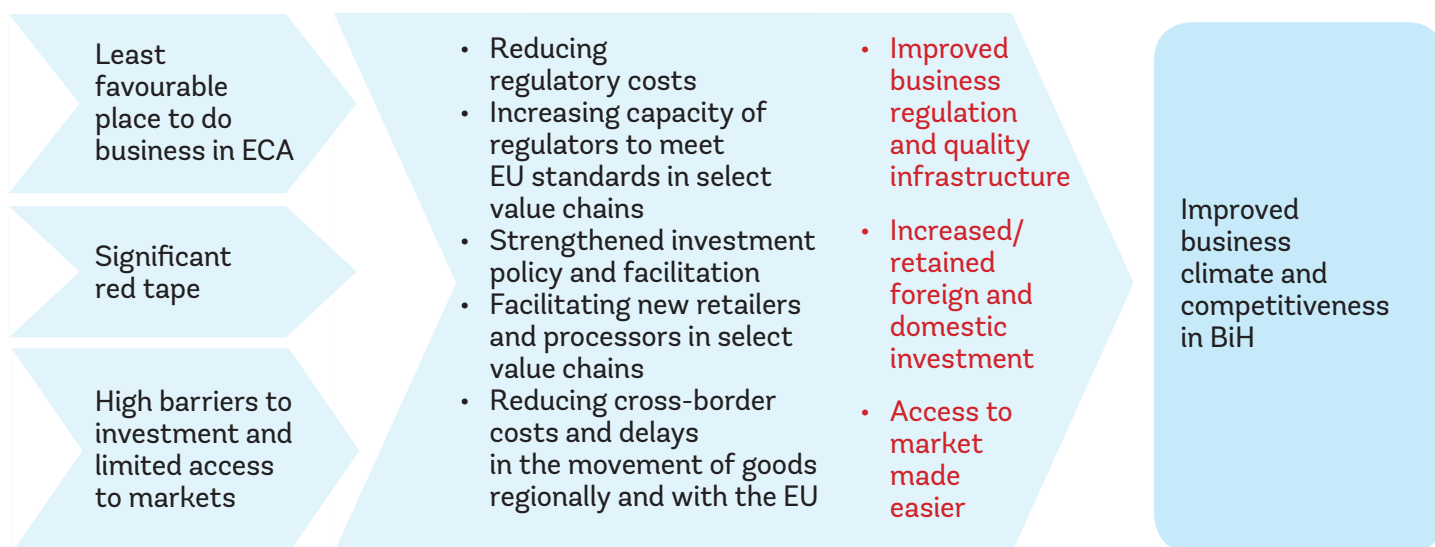 Least
favourable
place to do
business in ECA
Significant
red tape
High barriers to
investment and
limited access
to markets
• Reducing
regulatory costs
• Increasing capacity of
regulators to meet
EU standards in select
value chains
• Strengthened investment
policy and facilitation
• Facilitating new retailers
and processors in select
value chains
• Reducing cross-border
costs and delays
in the movement of goods
regionally and with the EU
• Improved
business
regulation
and quality
infrastructure
• Increased/
retained
foreign and
domestic
investment
• Access to
market
made
easier
Improved
business
climate and
competitiveness
in BiH